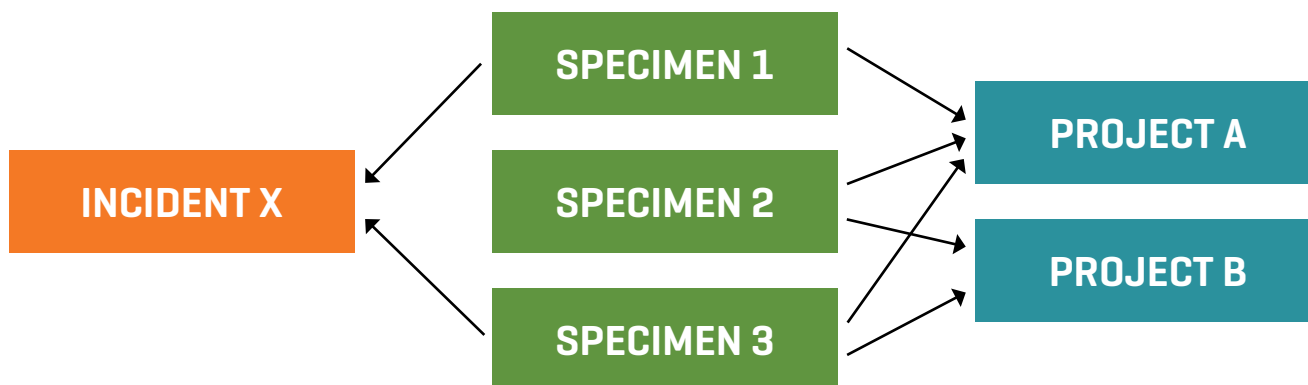 SPECIMEN 1
PROJECT A
INCIDENT X
SPECIMEN 2
PROJECT B
SPECIMEN 3